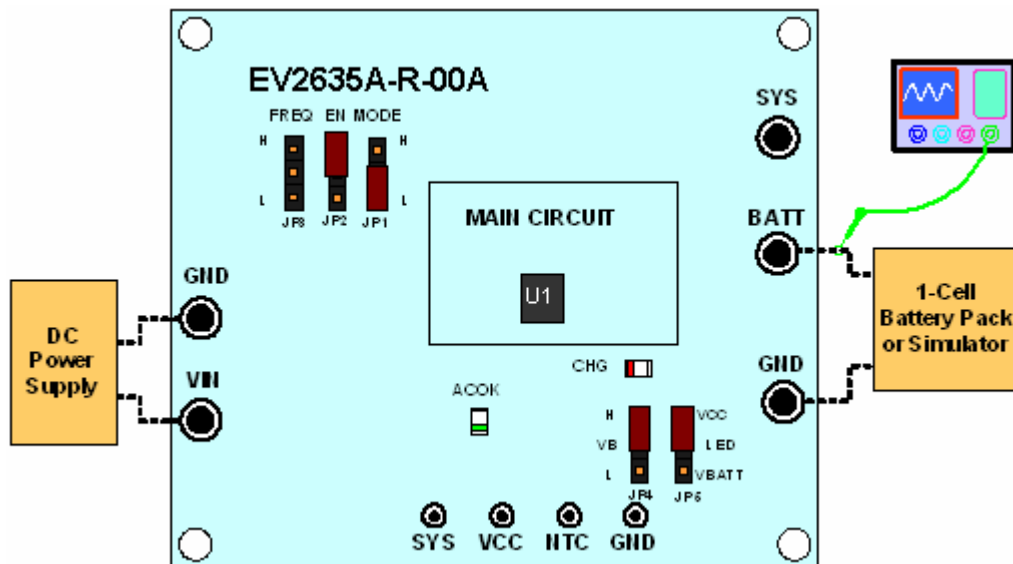 EV2635A-R-00A
FREQ EN MODE
H H
L L
JP3 JP2 JP1
SYS
MAIN CIRCUIT
BATT
U1
GND
DC
Power
Supply
VIN
1-Cell
Battery Pack
or Simulator
GND
CHG
ACOK
H VCC
VB LED
L VBATT
JP4 JP5
SYS VCC NTC GND